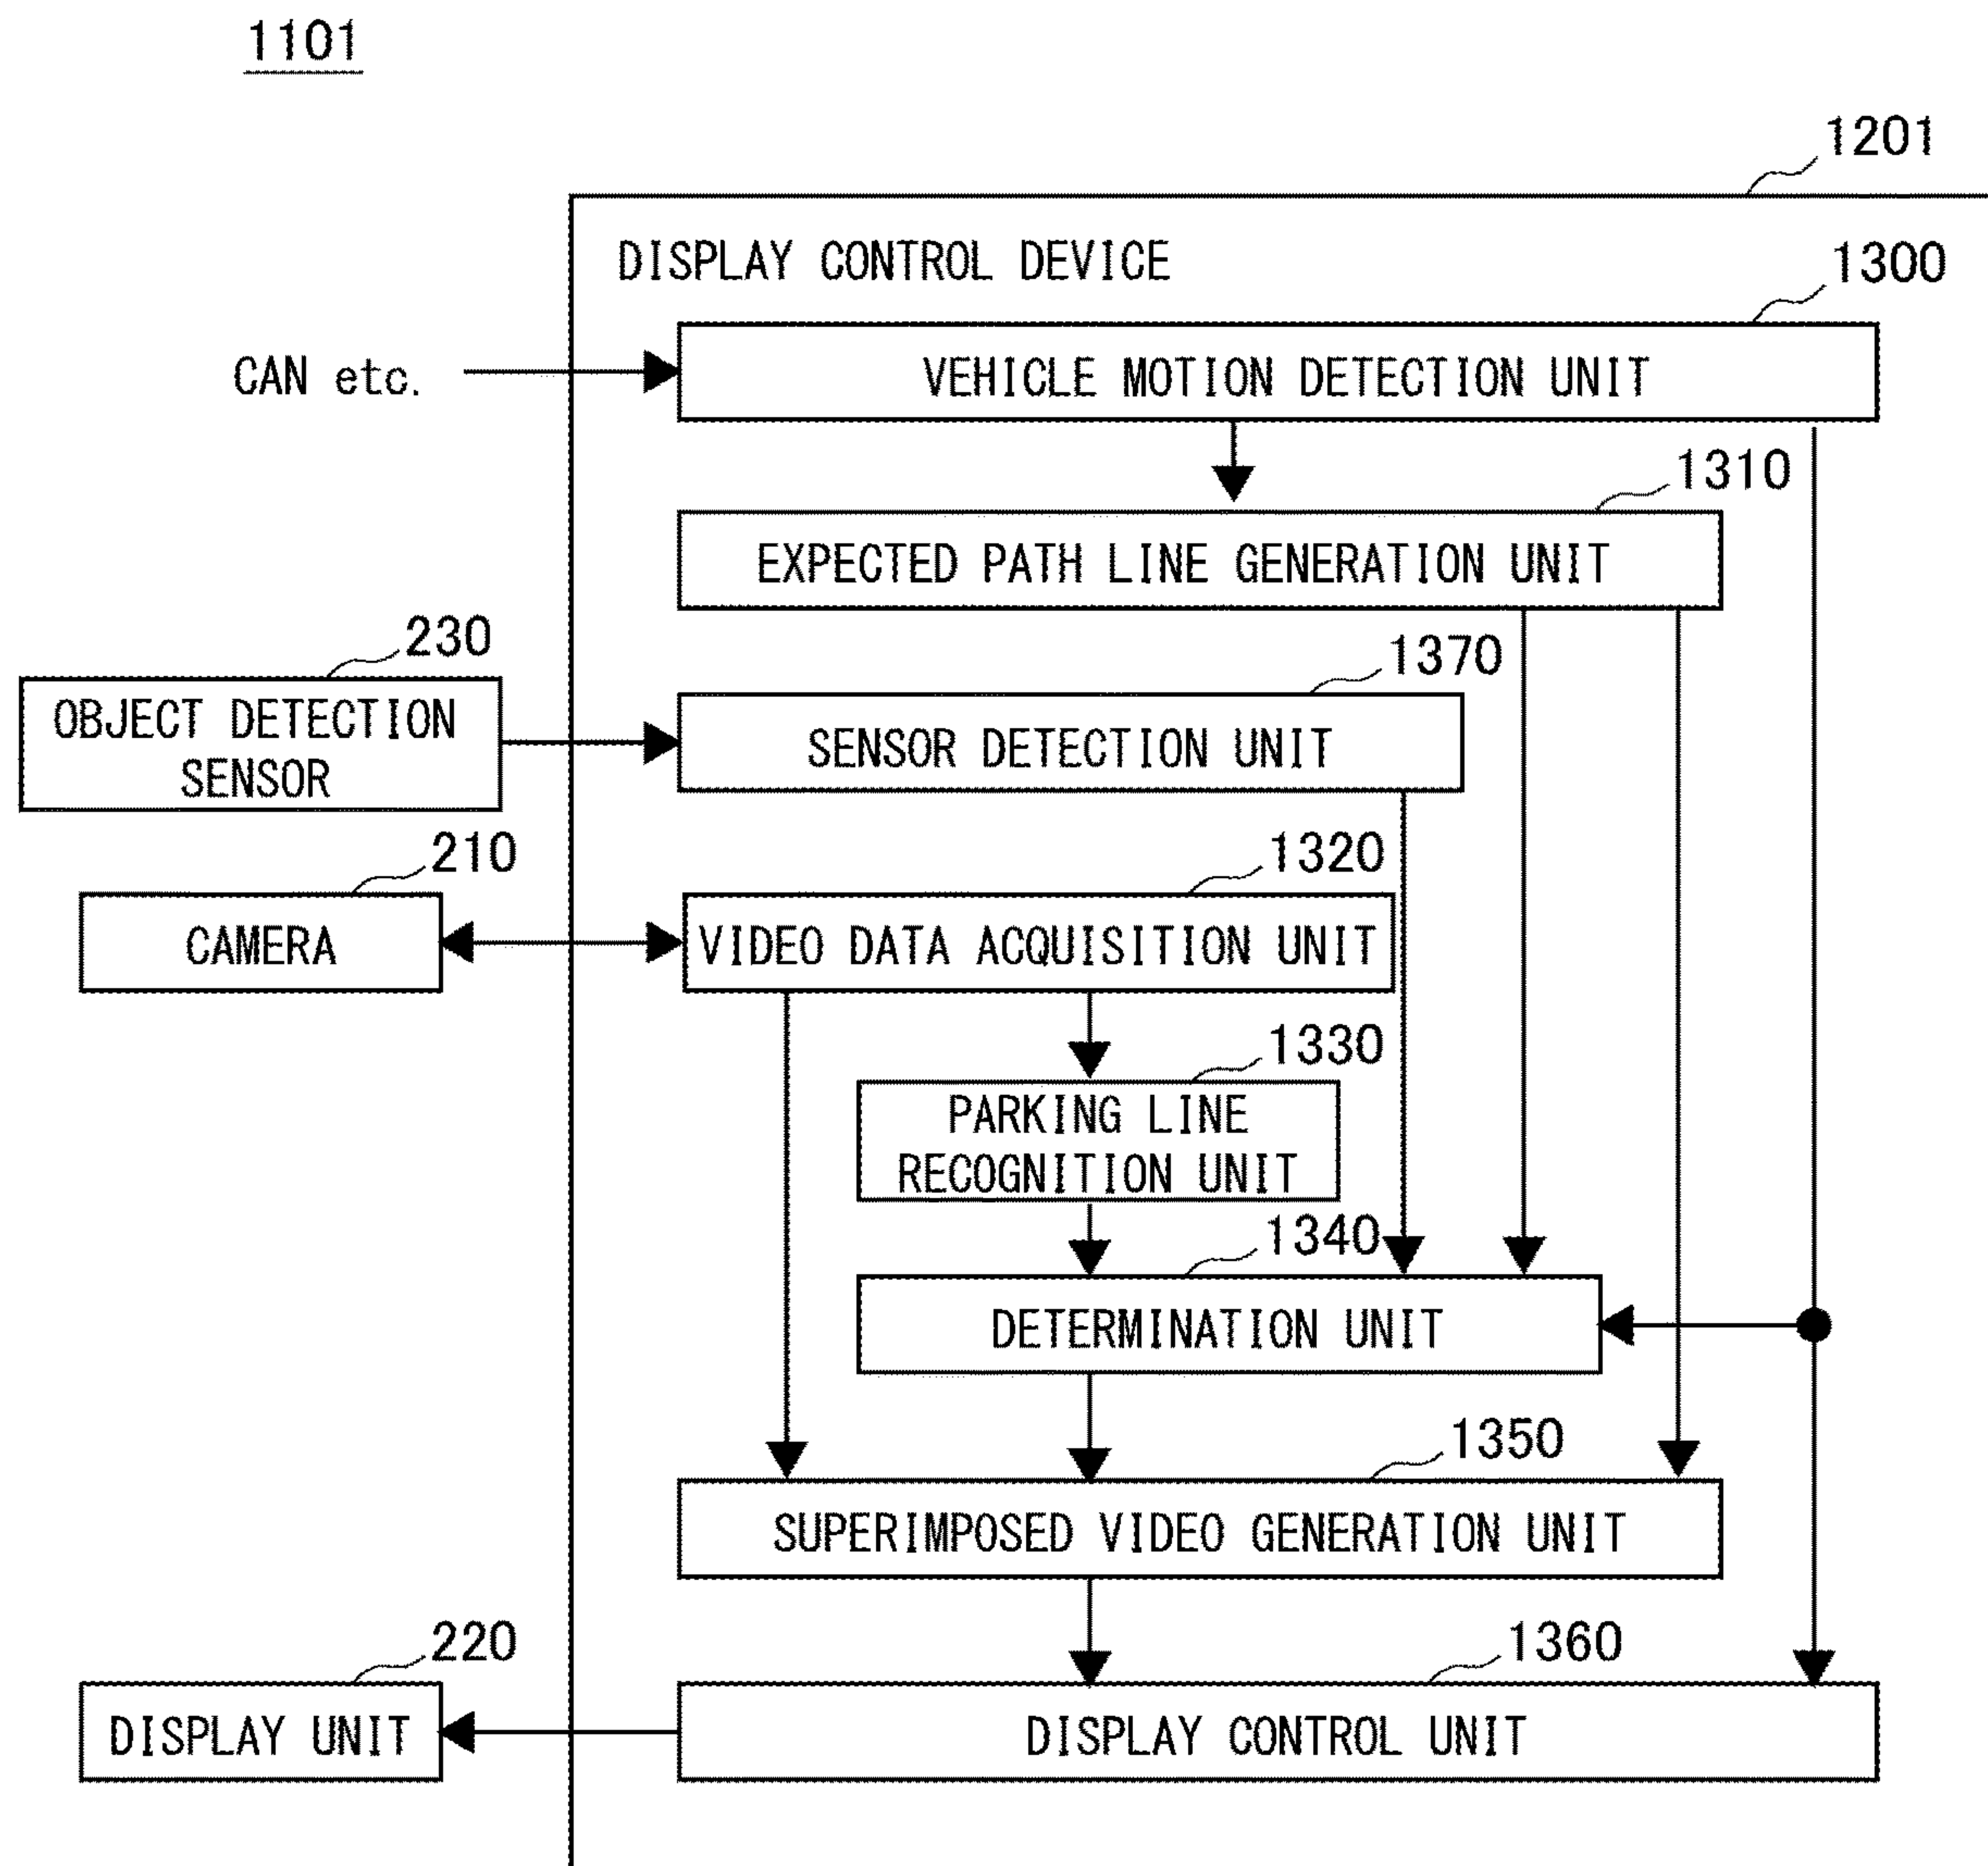 1101
1201
DISPLAY CONTROL DEVICE
1300
CAN etc.
VEHICLE MOTION DETECTION UNIT
1310
EXPECTED PATH LINE GENERATION UNIT
230
1370
OBJECT DETECTION
SENSOR
SENSOR DETECTION UNIT
210
1320
CAMERA
VIDEO DATA ACQUISITION UNIT
1330
PARKING LINE
RECOGNITION UNIT
1340
DETERMINATION UNIT
1350
SUPERIMPOSED VIDEO GENERATION UNIT
220
1360
DISPLAY UNIT
DISPLAY CONTROL UNIT